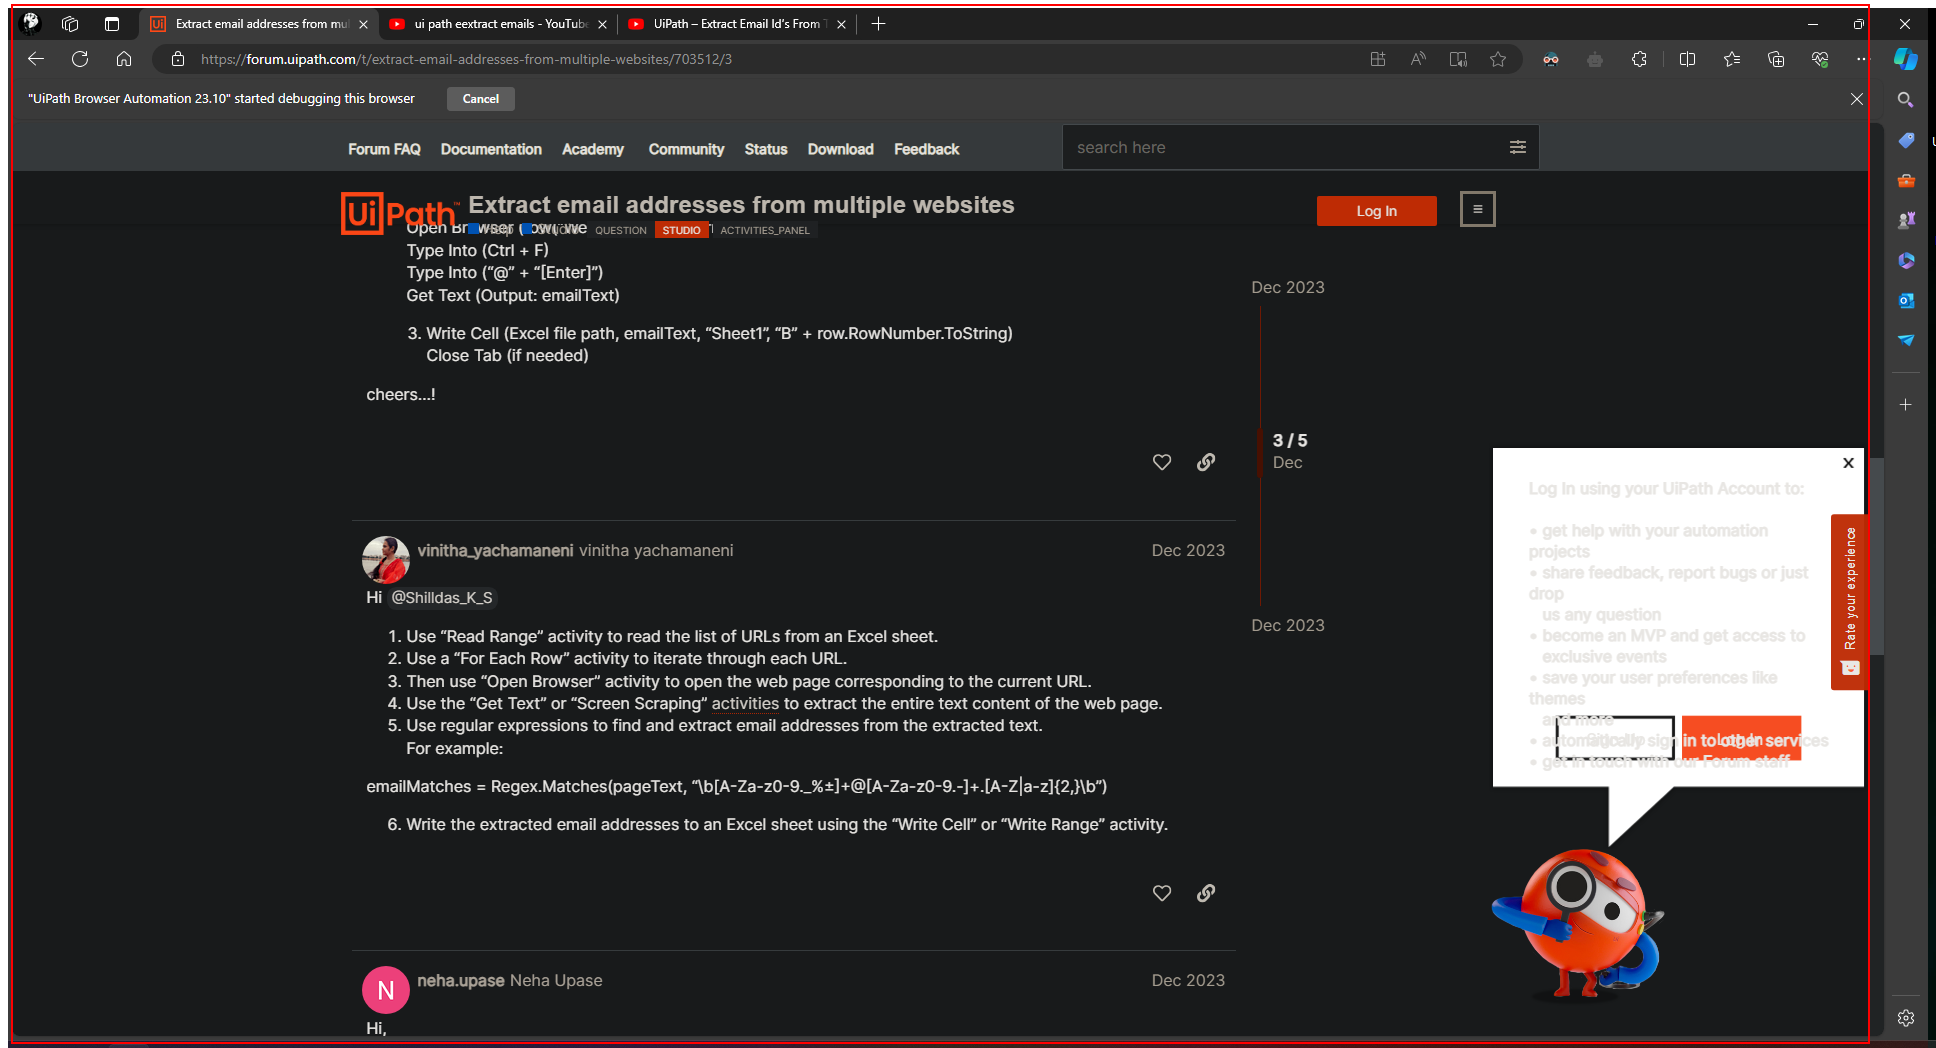 Extract email addresses from mu
ui path eextract emails - YouTube
UiPath – Extract Email Id's From T
https://forum.uipath.com/t/extract-email-addresses-from-multiple-websites/703512/3
"UiPath Browser Automation 23.10" started debugging this browser
Cancel
Forum FAQ Documentation Academy Community Status Download Feedback
search here
UiPath™
Extract email addresses from multiple websites
Log In
Help Studio QUESTION STUDIO ACTIVITIES_PANEL
Open Browser
Type Into (Ctrl + F)
Type Into (“@” + “[Enter]”)
Get Text (Output: emailText)
3. Write Cell (Excel file path, emailText, “Sheet1”, “B” + row.RowNumber.ToString)
Close Tab (if needed)
cheers…!
Dec 2023
3 / 5
Dec
Dec 2023
vinitha_yachamaneni vinitha yachamaneni
Dec 2023
Hi @Shilldas_K_S
1. Use “Read Range” activity to read the list of URLs from an Excel sheet.
2. Use a “For Each Row” activity to iterate through each URL.
3. Then use “Open Browser” activity to open the web page corresponding to the current URL.
4. Use the “Get Text” or “Screen Scraping” activities to extract the entire text content of the web page.
5. Use regular expressions to find and extract email addresses from the extracted text.
For example:
emailMatches = Regex.Matches(pageText, “\b[A-Za-z0-9._%±]+@[A-Za-z0-9.-]+.[A-Z|a-z]{2,}\b”)
6. Write the extracted email addresses to an Excel sheet using the “Write Cell” or “Write Range” activity.
neha.upase Neha Upase
Dec 2023
N
Hi,
X
Log in using your UiPath Account to:
• get help with your automation
projects
• share feedback, report bugs or just
drop
us any question
• become an MVP and get access to
exclusive events
• save your user preferences like
themes
and more
• automatically sign in to other services
• get in touch with our Forum staff
Sign Up
Log In
Rate your experience